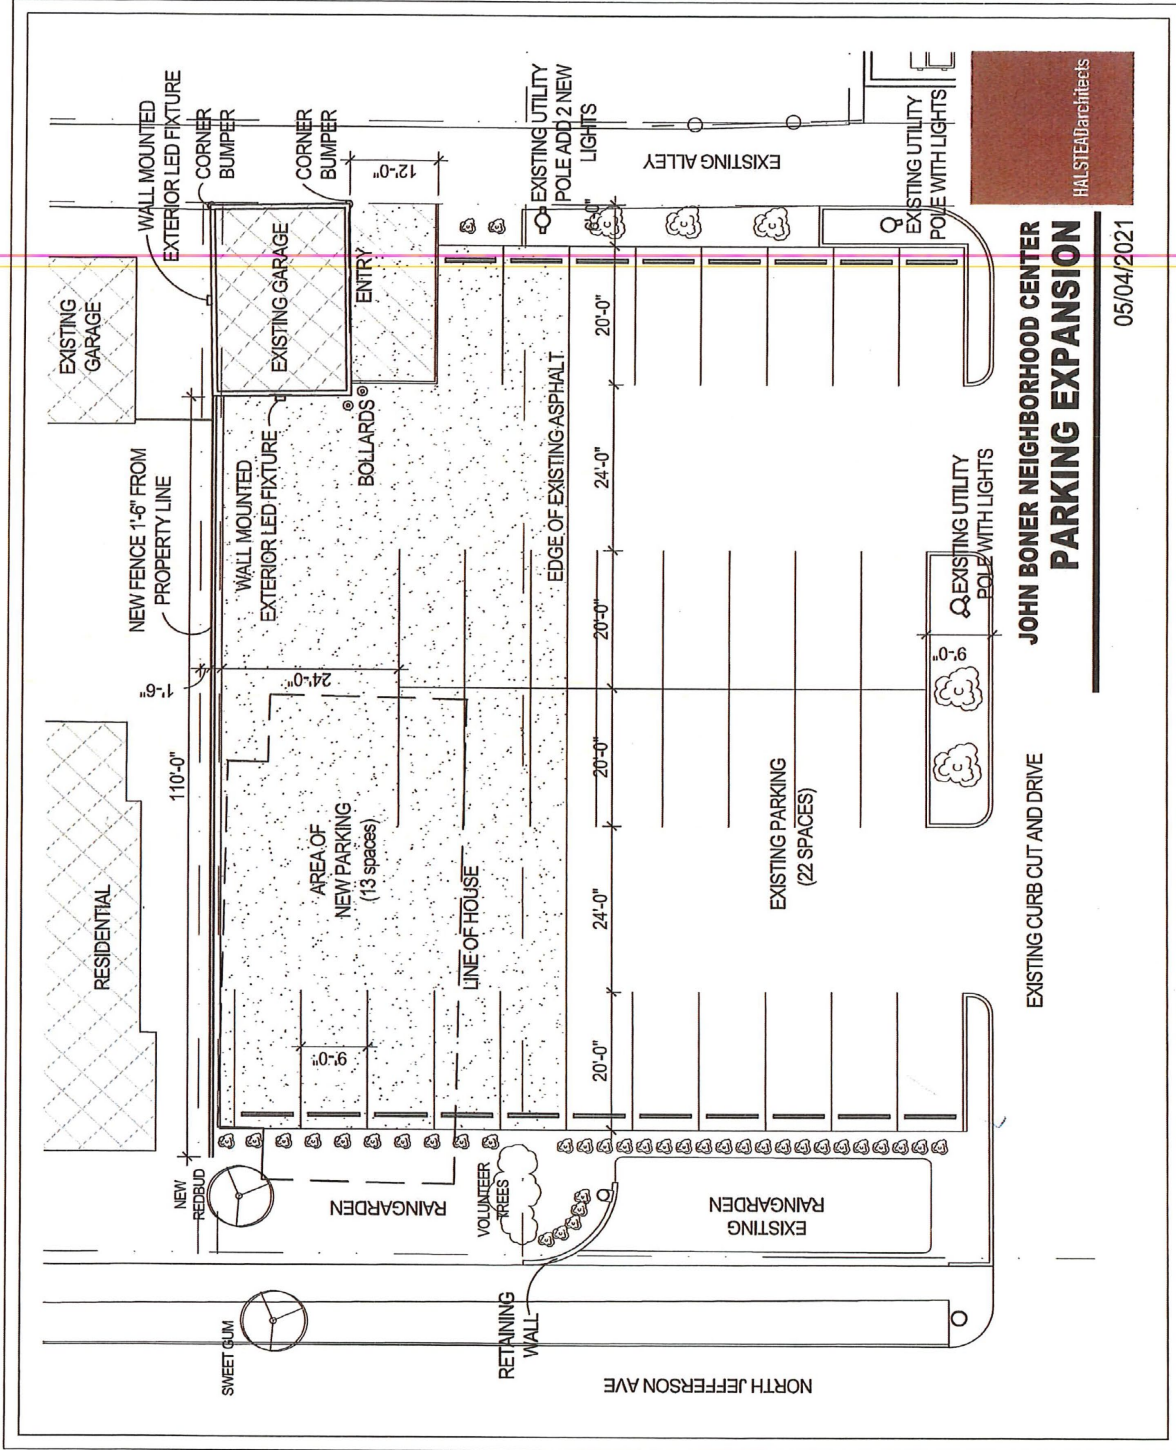 EXISTING
GARAGE
WALL MOUNTED
EXTERIOR LED FIXTURE
CORNER
BUMPER
CORNER
BUMPER
EXISTING GARAGE
ENTRY
12'-0"
EXISTING UTILITY
POLE ADD 2 NEW
LIGHTS
EXISTING ALLEY
6'-0"
EXISTING UTILITY
POLE WITH LIGHTS
NEW FENCE 1'-6" FROM
PROPERTY LINE
WALL MOUNTED
EXTERIOR LED FIXTURE
BOLLARDS
EDGE OF EXISTING ASPHALT
20'-0"
24'-0"
20'-0"
20'-0"
24'-0"
20'-0"
1'-6"
24'-0"
110'-0"
RESIDENTIAL
AREA OF
NEW PARKING
(13 spaces)
LINE OF HOUSE
9'-0"
EXISTING PARKING
(22 SPACES)
EXISTING UTILITY
POLE WITH LIGHTS
9'-0"
EXISTING CURB CUT AND DRIVE
NEW
REDBUD
RAINGARDEN
VOLUNTEER
TREES
EXISTING
RAINGARDEN
SWEET GUM
RETAINING
WALL
NORTH JEFFERSON AVE
JOHN BONER NEIGHBORHOOD CENTER
PARKING EXPANSION
05/04/2021
HALSTEADarchitects